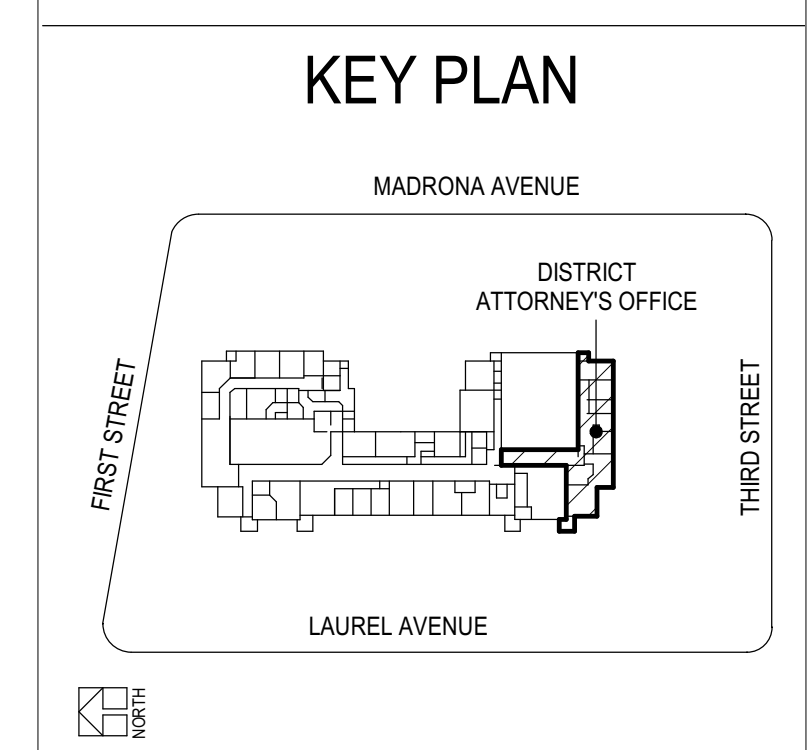 KEY PLAN
MADRONA AVENUE
DISTRICT
ATTORNEY'S OFFICE
FIRST STREET
THIRD STREET
LAUREL AVENUE
NORTH